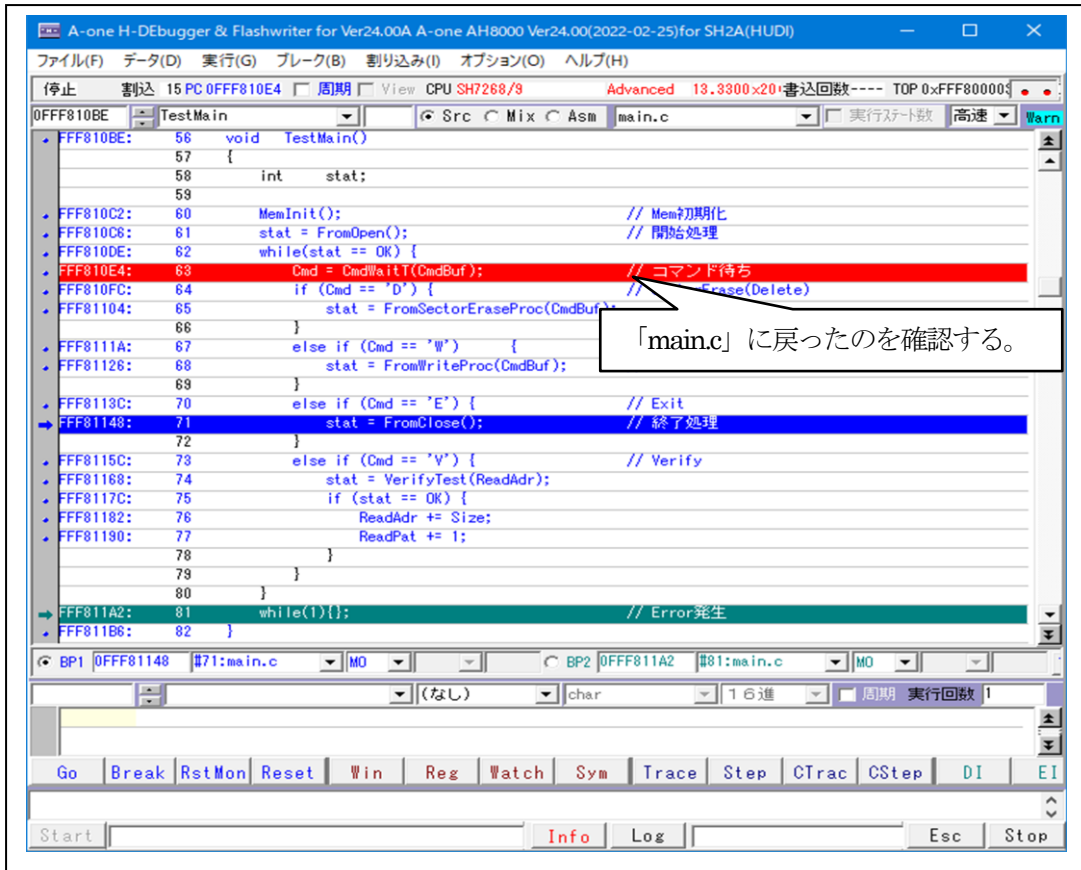 A-one H-DEbugger & Flashwriter for Ver24.00A A-one AH8000 Ver24.00(2022-02-25)for SH2A(HUDI)
ファイル(F) データ(D) 実行(G) ブレーク(B) 割り込み(I) オプション(O) ヘルプ(H)
停止 割込 15 PC 0FFF810E4 周期 View CPU SH7268/9 Advanced 13.3300×20 書込回数---- TOP 0xFFF80000
0FFF810BE TestMain Src Mix Asm main.c 実行ステート数 高速 Warn
FFF810BE: 56 void TestMain()
57 {
58 int stat;
59
FFF810C2: 60 MemInit(); // Mem初期化
FFF810C6: 61 stat = FromOpen(); // 開始処理
FFF810DE: 62 while(stat == OK) {
FFF810E4: 63 Cmd = CmdWaitT(CmdBuf); // コマンド待ち
FFF810FC: 64 if (Cmd == 'D') { // Erase(Delete)
FFF81104: 65 stat = FromSectorEraseProc(CmdBuf);
66 }
「main.c」に戻ったのを確認する。
FFF8111A: 67 else if (Cmd == 'W') {
FFF81126: 68 stat = FromWriteProc(CmdBuf);
69 }
FFF8113C: 70 else if (Cmd == 'E') { // Exit
FFF81148: 71 stat = FromClose(); // 終了処理
72 }
FFF8115C: 73 else if (Cmd == 'V') { // Verify
FFF81168: 74 stat = VerifyTest(ReadAdr);
FFF8117C: 75 if (stat == OK) {
FFF81182: 76 ReadAdr += Size;
FFF81190: 77 ReadPat += 1;
78 }
79 }
80 }
FFF811A2: 81 while(1){}; // Error発生
FFF811B6: 82 }
BP1 0FFF81148 #71:main.c MO BP2 0FFF811A2 #81:main.c MO
(なし) char 16進 周期 実行回数 1
Go Break RstMon Reset Win Reg Watch Sym Trace Step CTrac CStep DI EI
Start Info Log Esc Stop